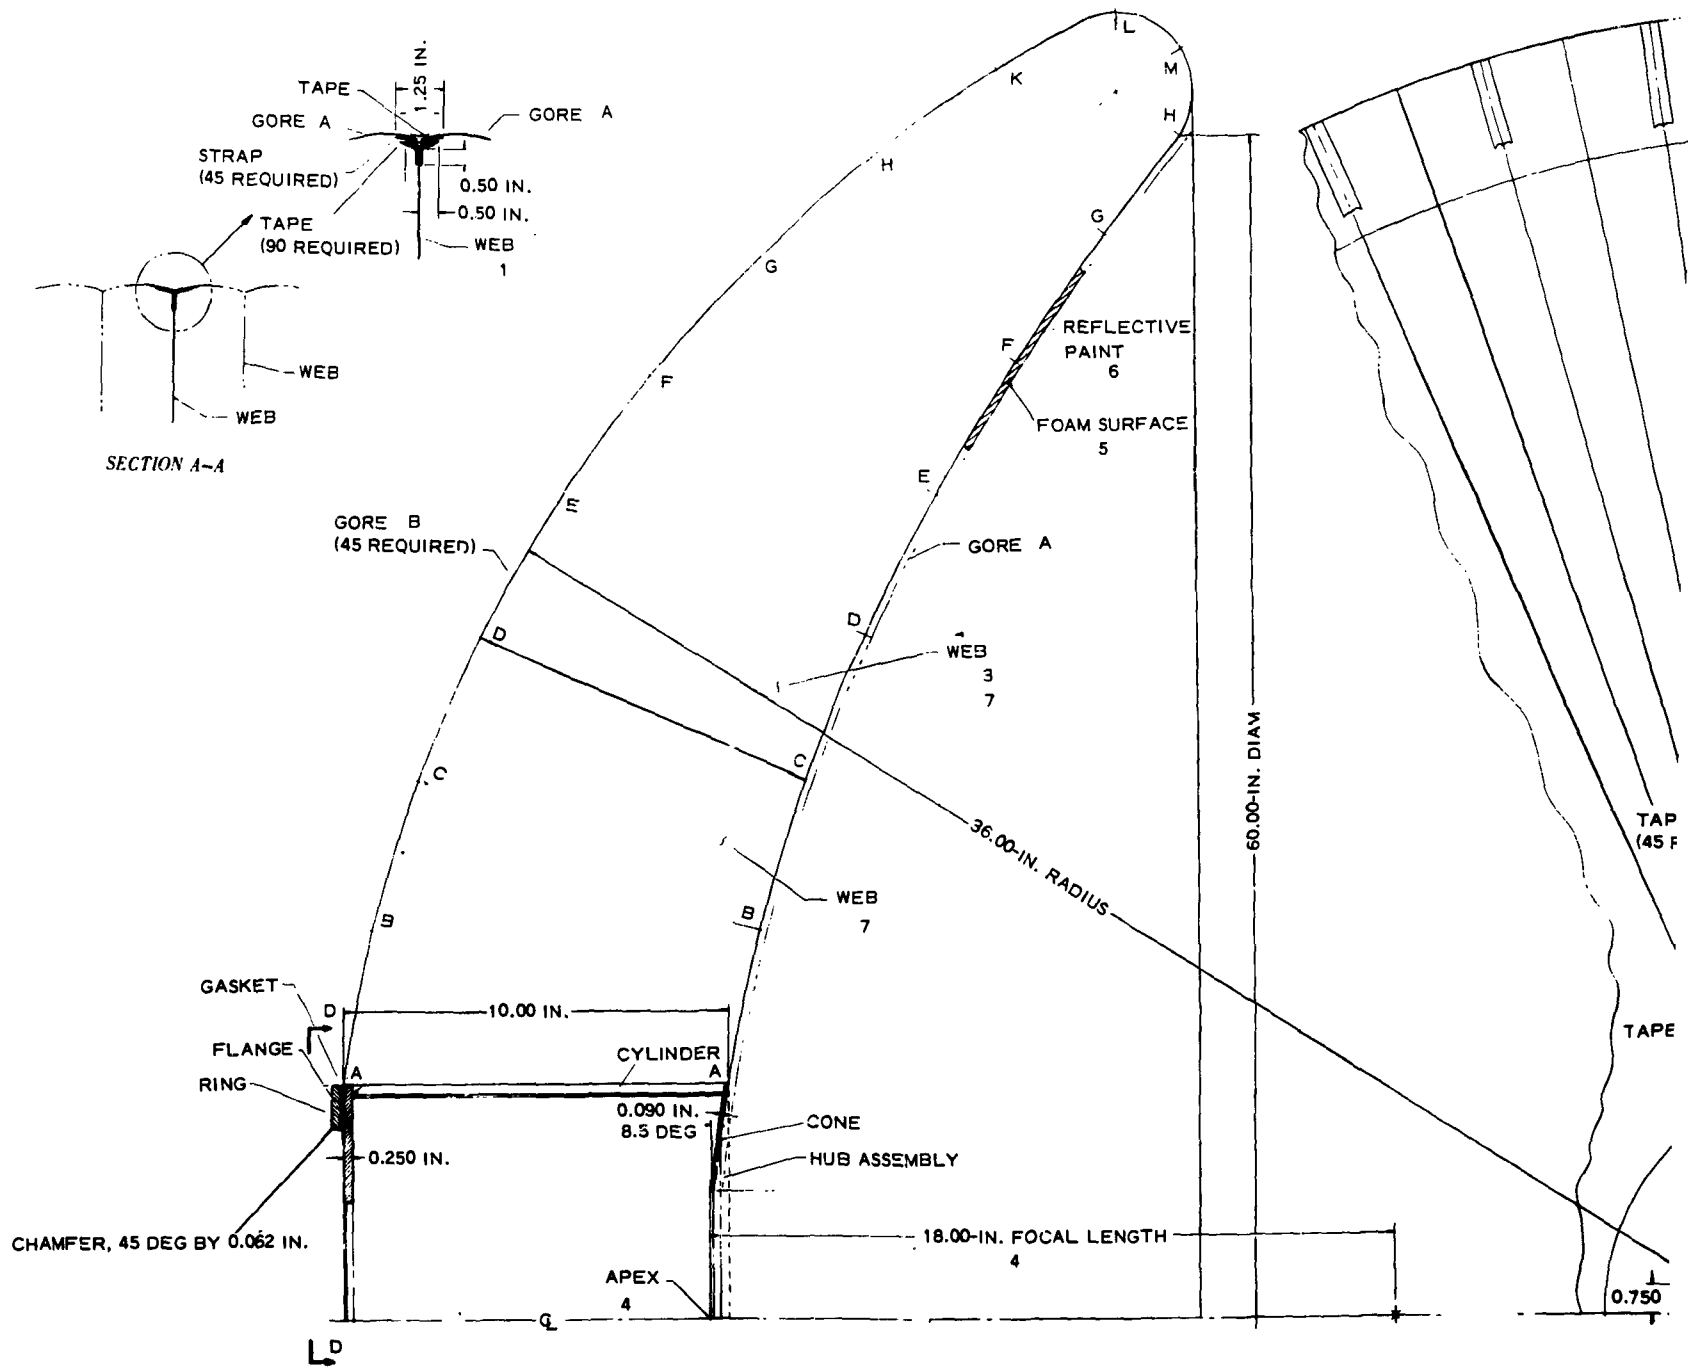 TAPE
1.25 IN.
GORE A
GORE A
STRAP
(45 REQUIRED)
0.50 IN.
0.50 IN.
TAPE
(90 REQUIRED)
WEB
1
WEB
WEB
SECTION A-A
L
M
K
H
H
G
G
F
F
E
E
D
D
C
C
B
B
A
A
REFLECTIVE
PAINT
6
FOAM SURFACE
5
GORE B
(45 REQUIRED)
GORE A
WEB
3
7
WEB
7
60.00-IN. DIAM
36.00-IN. RADIUS
TAP
(45 R
TAPE
GASKET
D
10.00 IN.
FLANGE
RING
CYLINDER
0.090 IN.
8.5 DEG
CONE
HUB ASSEMBLY
0.250 IN.
CHAMFER, 45 DEG BY 0.062 IN.
18.00-IN. FOCAL LENGTH
4
APEX
4
CL
0.750
D